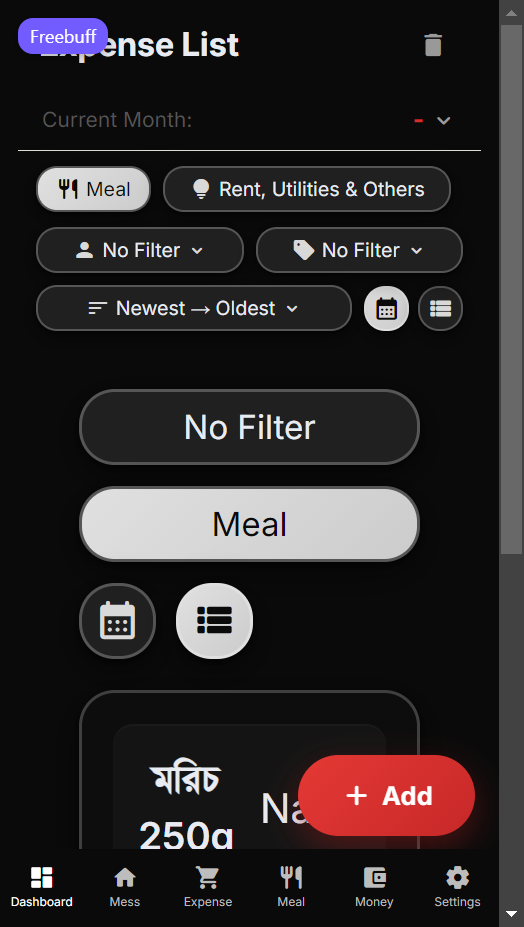 Freebuff
Expense List
Current Month: -
Meal
Rent, Utilities & Others
No Filter
No Filter
Newest → Oldest
No Filter
Meal
মরিচ
250g
Add
Dashboard
Mess
Expense
Meal
Money
Settings